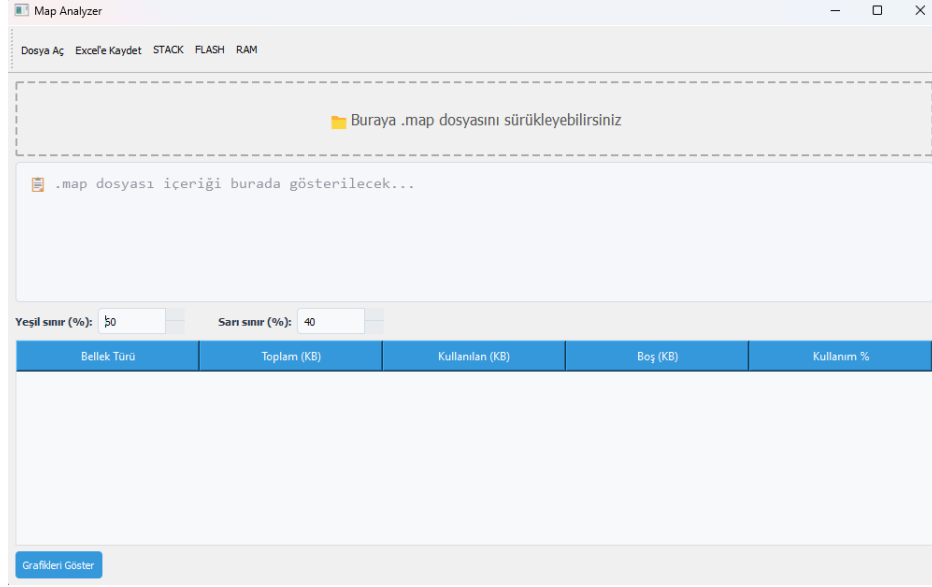 Map Analyzer
Dosya Aç Excel'e Kaydet STACK FLASH RAM
Buraya .map dosyasını sürükleyebilirsiniz
.map dosyası içeriği burada gösterilecek...
Yeşil sınır (%): 50 Sarı sınır (%): 40
Bellek Türü Toplam (KB) Kullanılan (KB) Boş (KB) Kullanım %
Grafikleri Göster